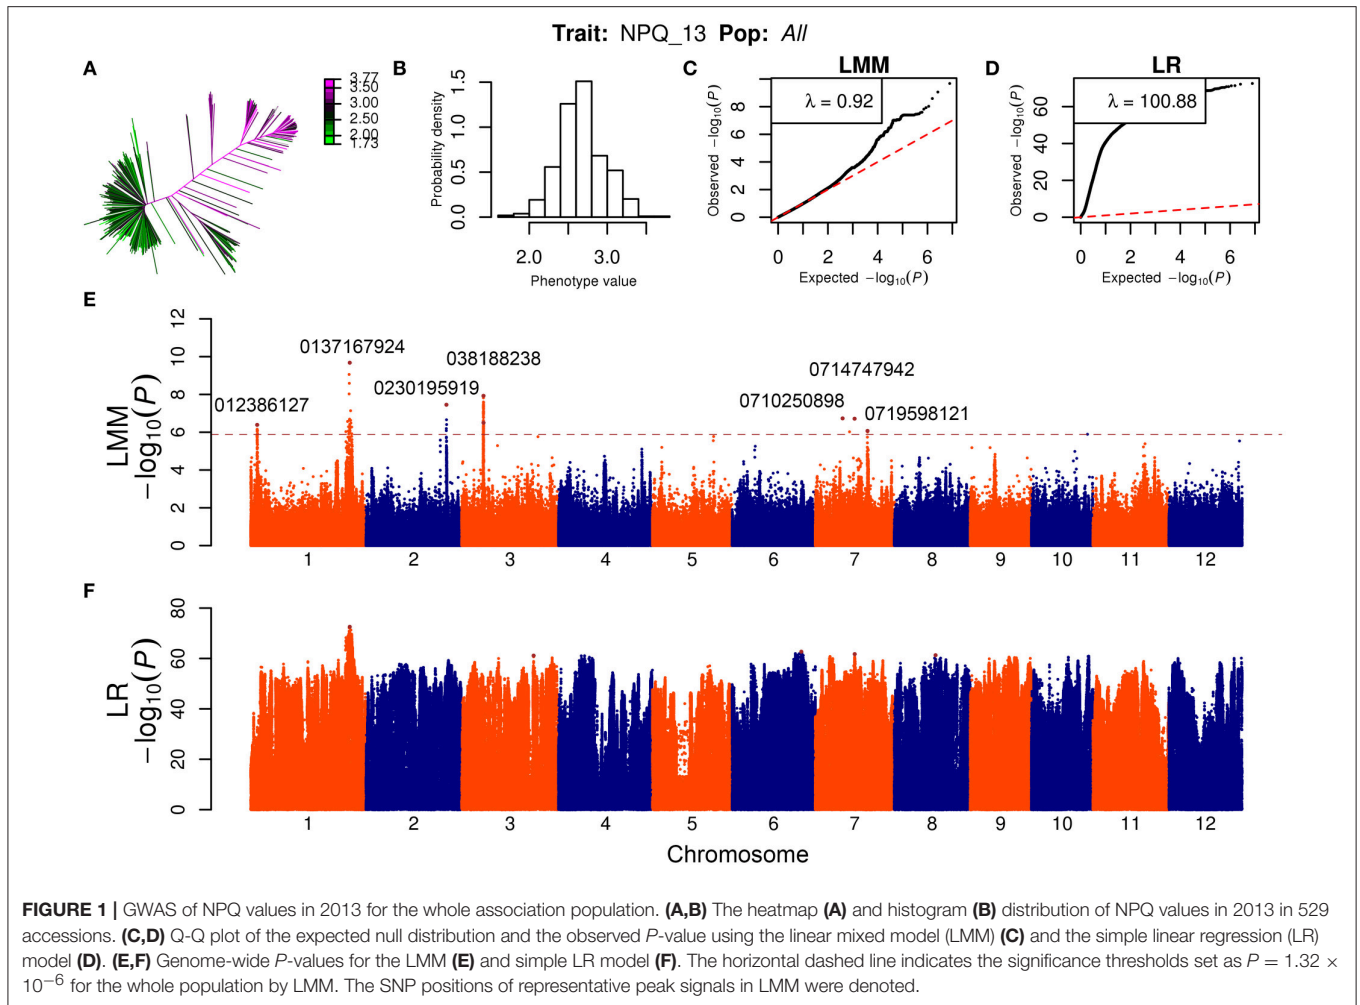 Trait: NPQ_13 Pop: All
A
3.77
3.50
3.00
2.50
2.00
1.73
B
Probability density
0.0 0.5 1.0 1.5
2.0 3.0
Phenotype value
C
LMM
λ = 0.92
Observed −log10(P)
0 2 4 6 8
0 2 4 6
Expected −log10(P)
D
LR
λ = 100.88
Observed −log10(P)
0 20 40 60
0 2 4 6
Expected −log10(P)
E
LMM
−log10(P)
0 2 4 6 8 10 12
012386127
0137167924
0230195919
038188238
0710250898
0714747942
0719598121
1 2 3 4 5 6 7 8 9 10 11 12
F
LR
−log10(P)
0 20 40 60 80
1 2 3 4 5 6 7 8 9 10 11 12
Chromosome
FIGURE 1 | GWAS of NPQ values in 2013 for the whole association population. (A,B) The heatmap (A) and histogram (B) distribution of NPQ values in 2013 in 529
accessions. (C,D) Q-Q plot of the expected null distribution and the observed P-value using the linear mixed model (LMM) (C) and the simple linear regression (LR)
model (D). (E,F) Genome-wide P-values for the LMM (E) and simple LR model (F). The horizontal dashed line indicates the significance thresholds set as P = 1.32 ×
10−6 for the whole population by LMM. The SNP positions of representative peak signals in LMM were denoted.